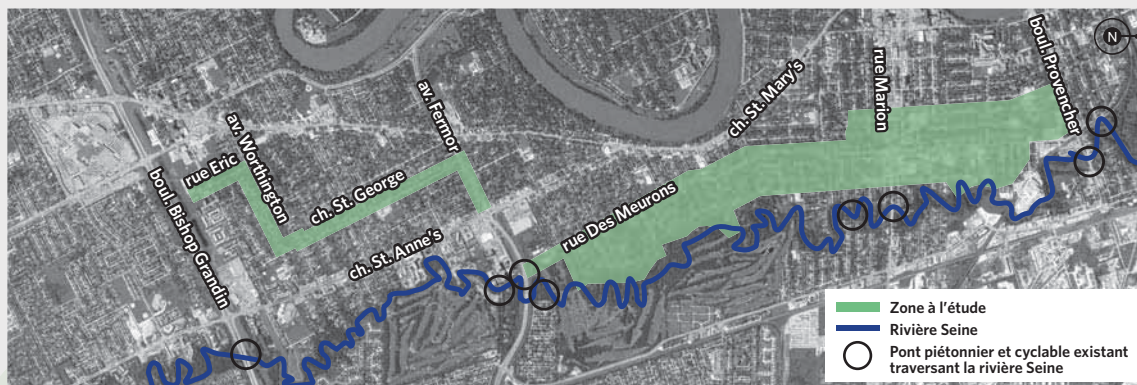 boul. Provencher
N
rue Marion
ch. St. Mary's
av. Fermor
av. Worthington
rue Eric
ch. St. George
boul. Bishop Grandin
ch. St. Anne's
rue Des Meurons
Zone à l'étude
Rivière Seine
Pont piétonnier et cyclable existant
traversant la rivière Seine